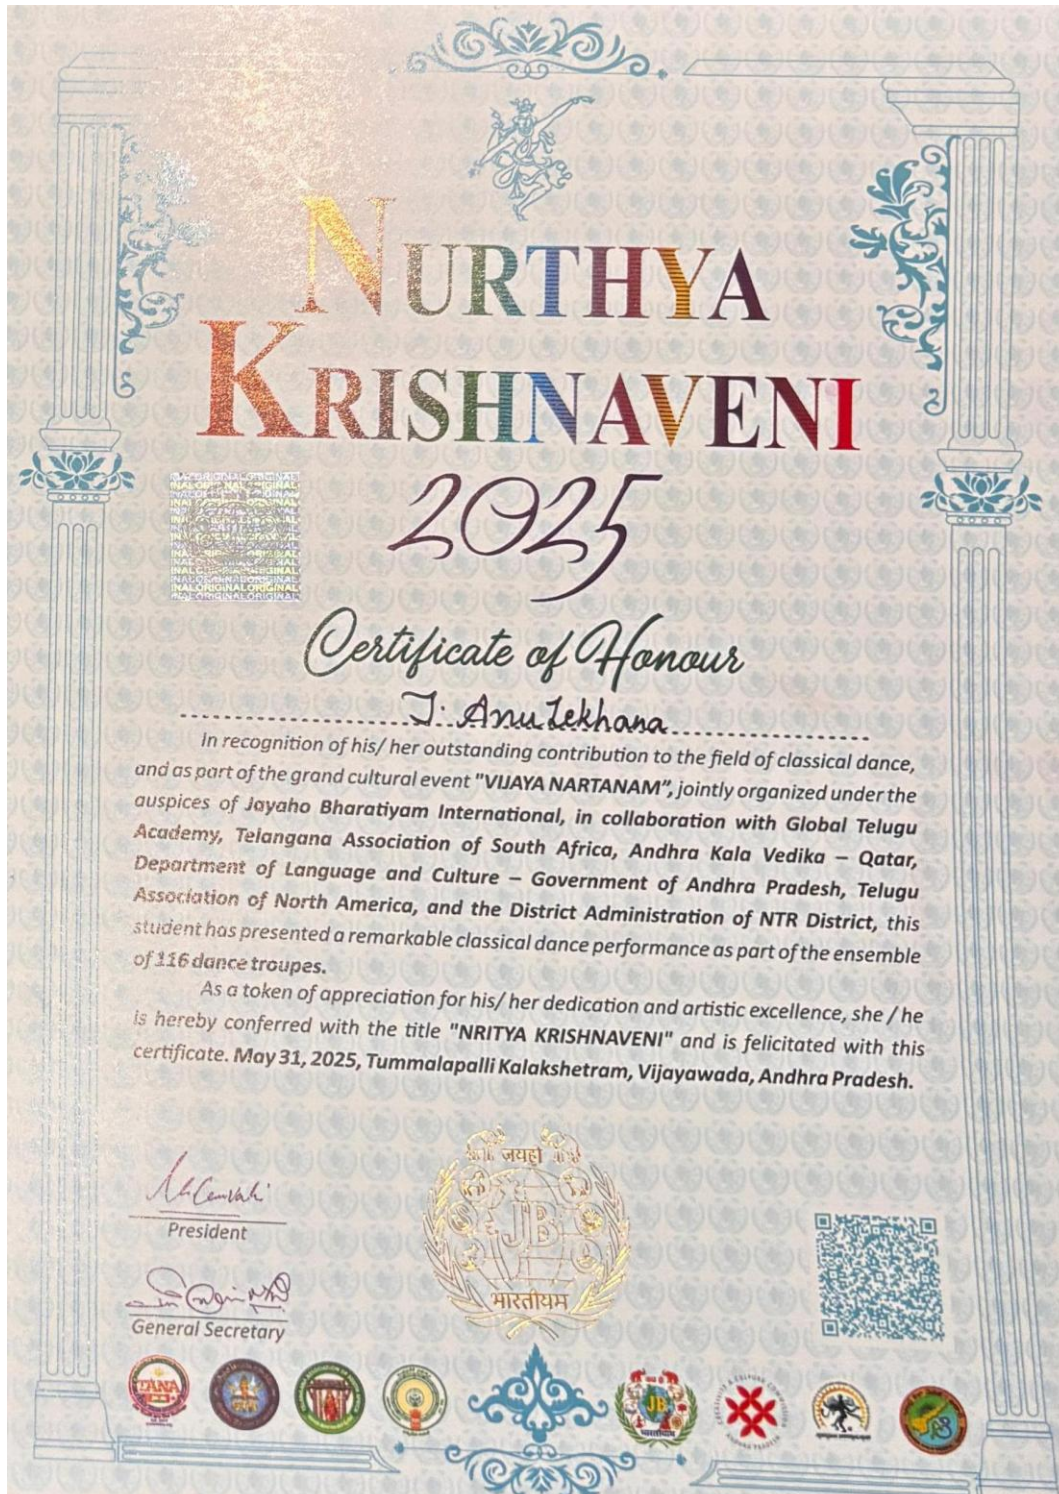 NURTHYA
KRISHNAVENI
2025
Certificate of Honour
J. Anu Lekhana
In recognition of his/ her outstanding contribution to the field of classical dance,
and as part of the grand cultural event "VIJAYA NARTANAM", jointly organized under the
auspices of Jayaho Bharatiyam International, in collaboration with Global Telugu
Academy, Telangana Association of South Africa, Andhra Kala Vedika – Qatar,
Department of Language and Culture – Government of Andhra Pradesh, Telugu
Association of North America, and the District Administration of NTR District, this
student has presented a remarkable classical dance performance as part of the ensemble
of 116 dance troupes.
As a token of appreciation for his/ her dedication and artistic excellence, she / he
is hereby conferred with the title "NRITYA KRISHNAVENI" and is felicitated with this
certificate. May 31, 2025, Tummalapalli Kalakshetram, Vijayawada, Andhra Pradesh.
जयहो
JB
भारतीयम
President
General Secretary
TANA
JB
भारतीयम